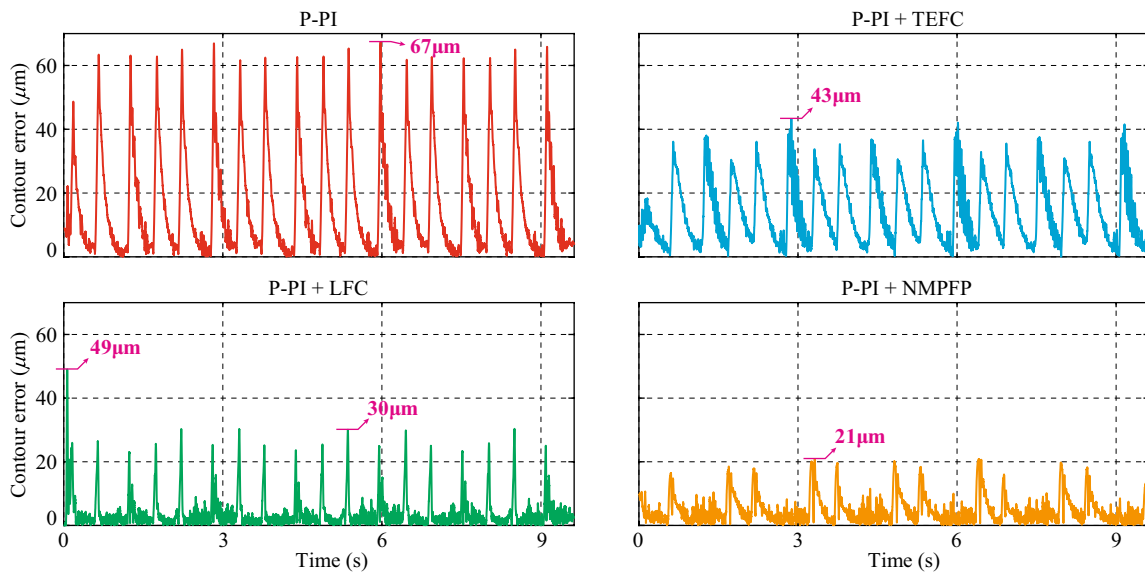 P-PI
P-PI + TEFC
Contour error (μm)
60
40
20
0
67μm
43μm
P-PI + LFC
P-PI + NMPFP
Contour error (μm)
60
40
20
0
49μm
30μm
21μm
0
3
6
9
3
6
9
Time (s)
Time (s)